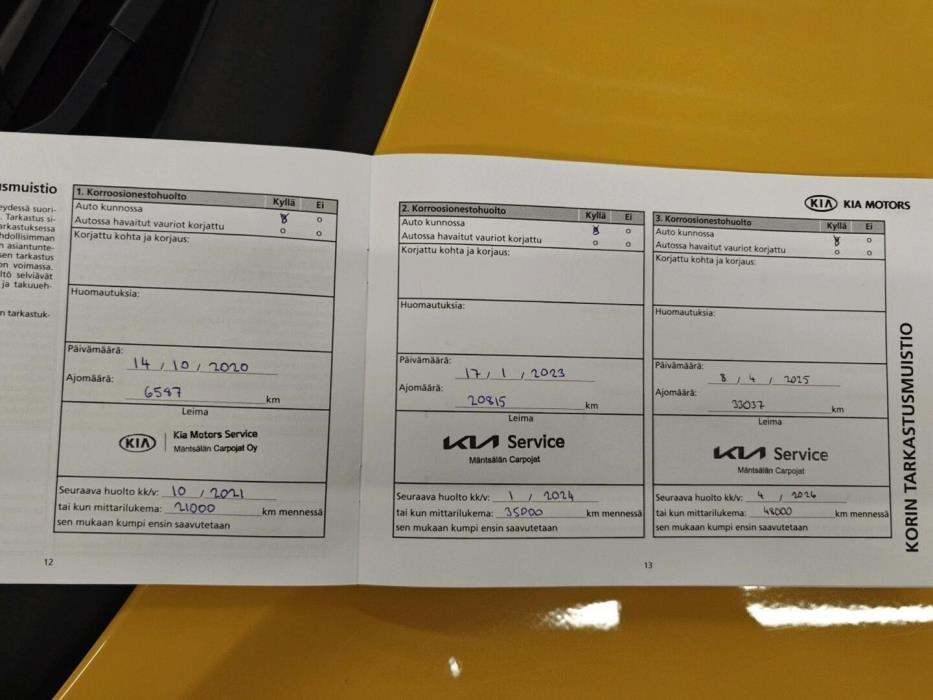 smuistio
eydessä suori-
. Tarkastus si-
arkastuksessa
hdollisimman
n asiantunte-
sen tarkastus
on voimassa.
ltö selviävät
ja takuueh-
n tarkastuk-
1. Korroosionestohuolto Kyllä Ei
Auto kunnossa
Autossa havaitut vauriot korjattu
Korjattu kohta ja korjaus:
Huomautuksia:
Päivämäärä:
14 / 10 / 2020
Ajomäärä:
6547 km
Leima
KIA Kia Motors Service
Mäntsälän Carpojat Oy
Seuraava huolto kk/v: 10 / 2021
tai kun mittarilukema: 21000 km mennessä
sen mukaan kumpi ensin saavutetaan
12
2. Korroosionestohuolto Kyllä Ei
Auto kunnossa
Autossa havaitut vauriot korjattu
Korjattu kohta ja korjaus:
Huomautuksia:
Päivämäärä:
17 / 1 / 2023
Ajomäärä:
20815 km
Leima
KIA Service
Mäntsälän Carpojat
Seuraava huolto kk/v: 1 / 2024
tai kun mittarilukema: 35000 km mennessä
sen mukaan kumpi ensin saavutetaan
KIA KIA MOTORS
3. Korroosionestohuolto Kyllä Ei
Auto kunnossa
Autossa havaitut vauriot korjattu
Korjattu kohta ja korjaus:
Huomautuksia:
Päivämäärä:
8 / 4 / 2025
Ajomäärä:
33037 km
Leima
KIA Service
Mäntsälän Carpojat
Seuraava huolto kk/v: 4 / 2026
tai kun mittarilukema: 48000 km mennessä
sen mukaan kumpi ensin saavutetaan
13
KORIN TARKASTUSMUISTIO